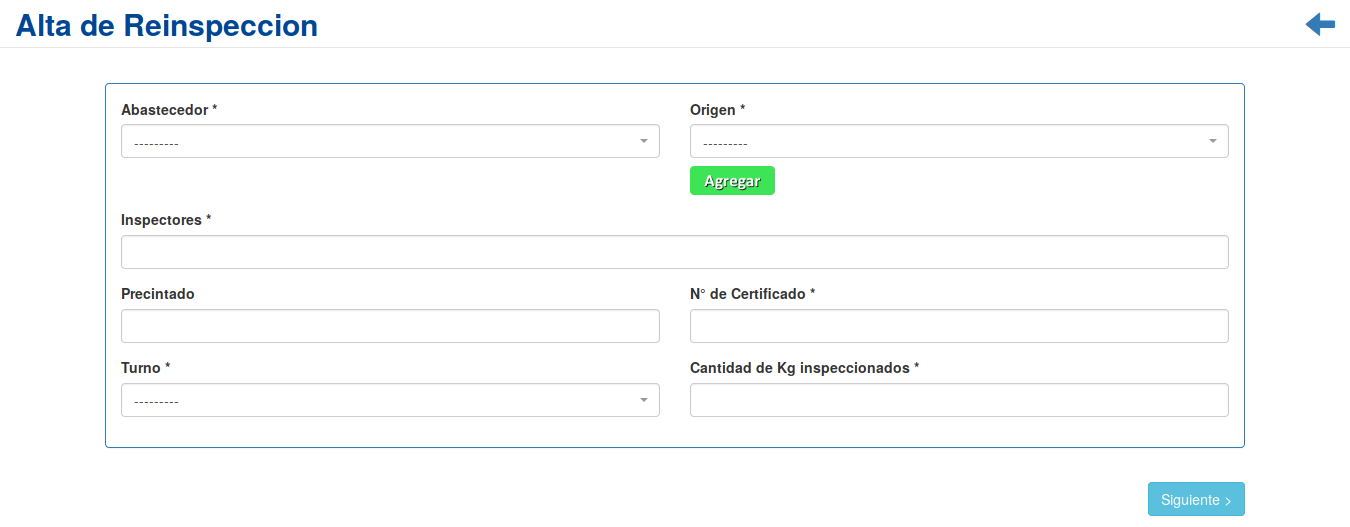 Alta de Reinspeccion
Abastecedor *
Origen *
---------
---------
Agregar
Inspectores *
Precintado
N° de Certificado *
Turno *
Cantidad de Kg inspeccionados *
---------
Siguiente >